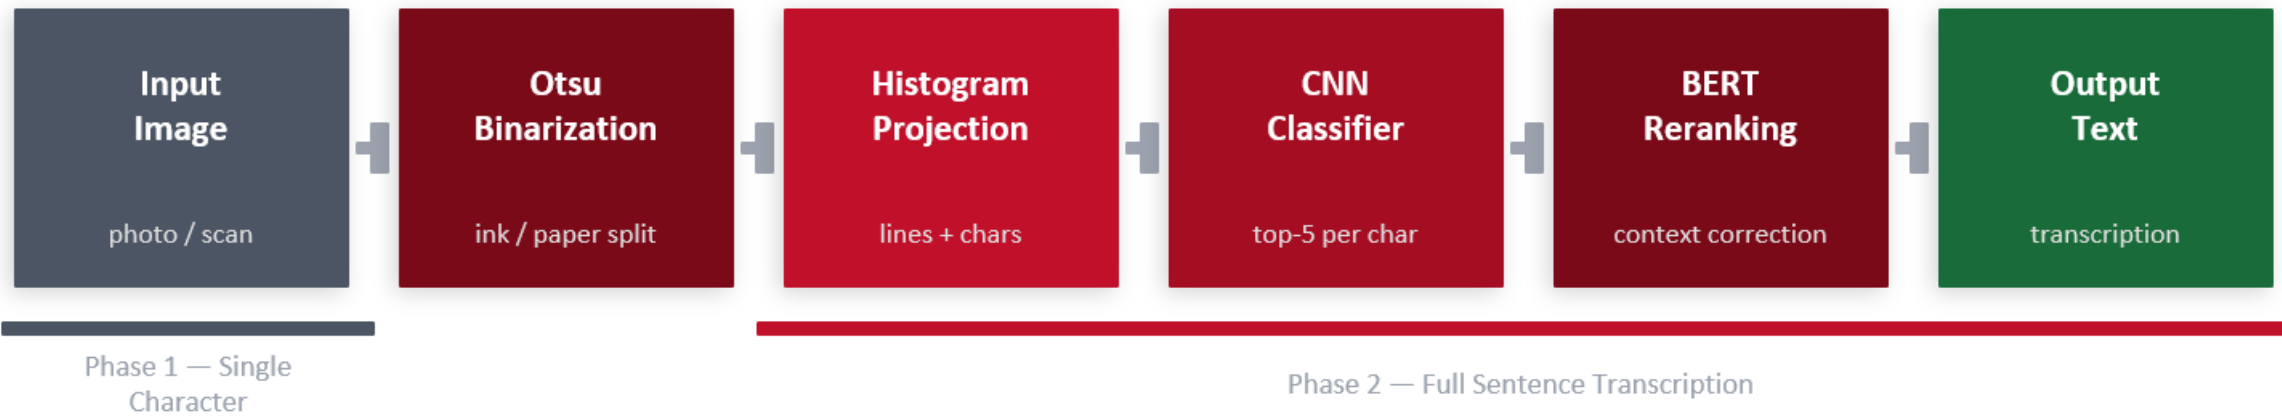 Input
Image
photo / scan
Otsu
Binarization
ink / paper split
Histogram
Projection
lines + chars
CNN
Classifier
top-5 per char
BERT
Reranking
context correction
Output
Text
transcription
Phase 1 — Single
Character
Phase 2 — Full Sentence Transcription